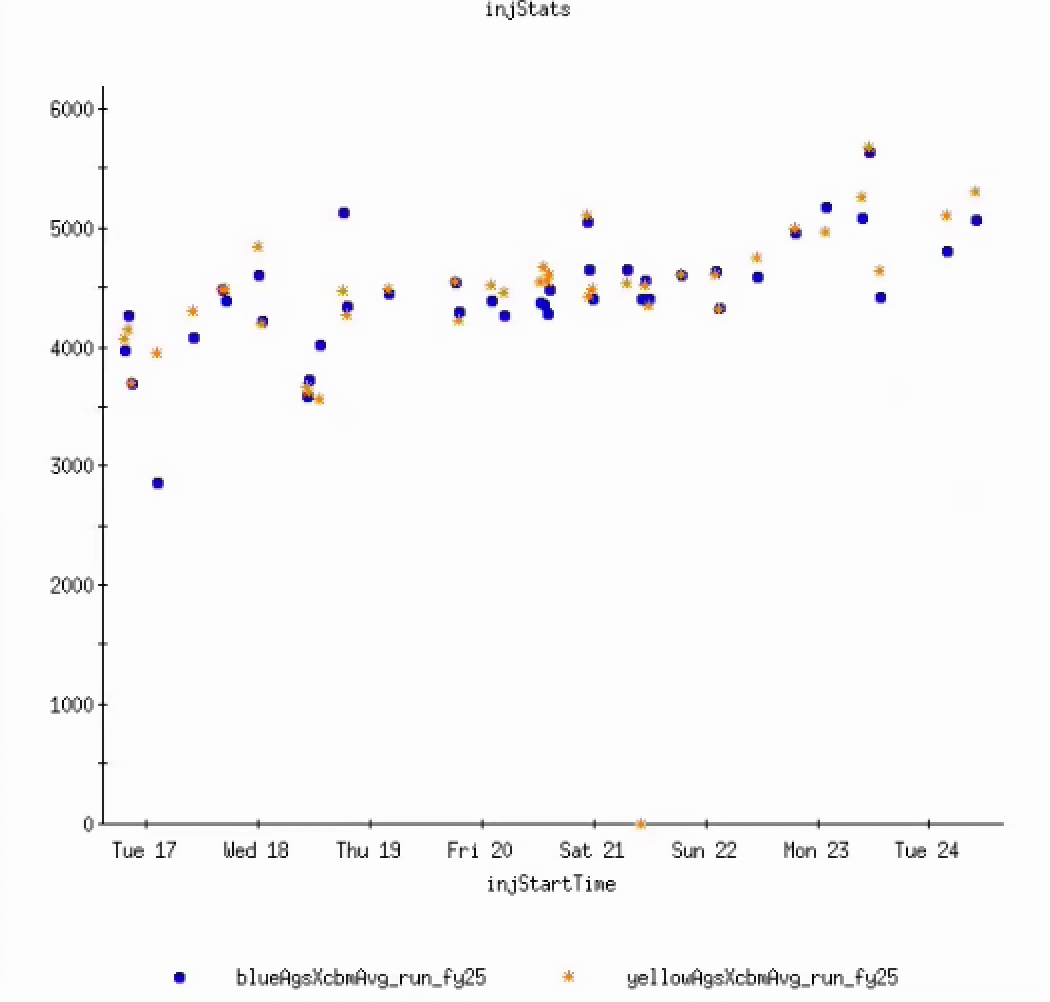 injStats
6000
5000
4000
3000
2000
1000
0
Tue 17 Wed 18 Thu 19 Fri 20 Sat 21 Sun 22 Mon 23 Tue 24
injStartTime
blueAgsXcbmAvg_run_fy25 yellowAgsXcbmAvg_run_fy25